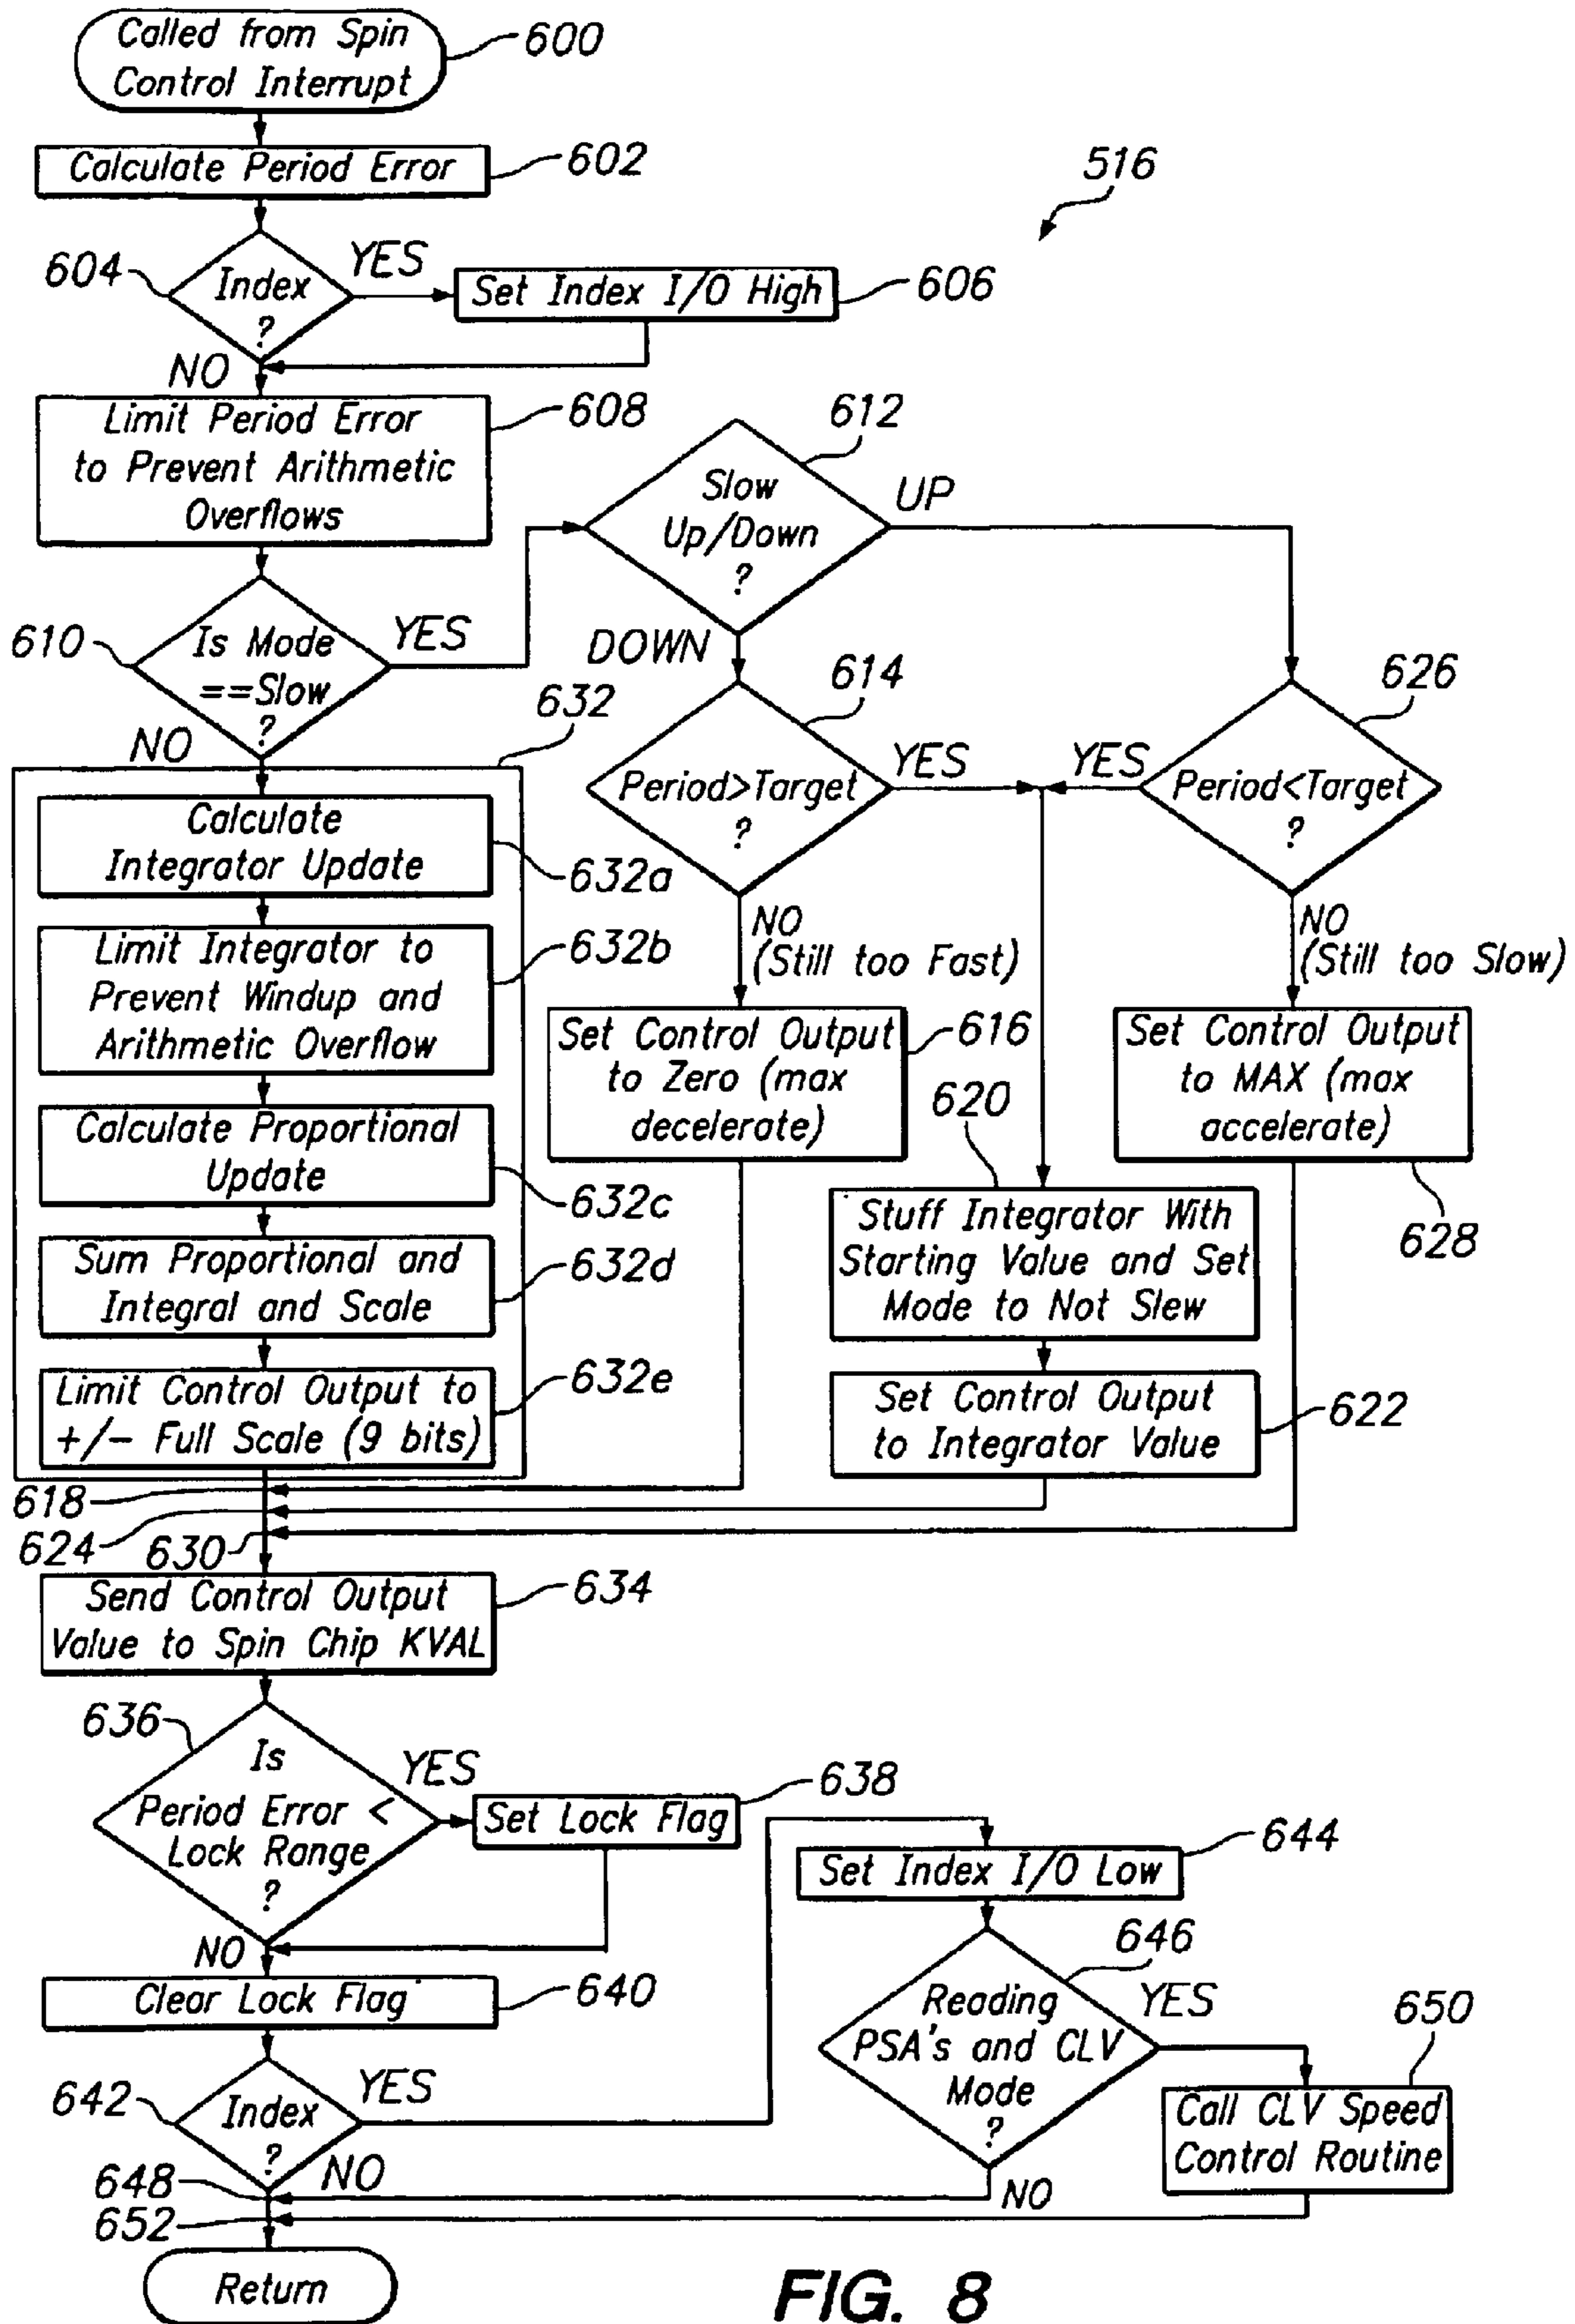 Called from Spin
Control Interrupt
600
Calculate Period Error
602
516
604
Index
?
YES
Set Index I/O High
606
NO
Limit Period Error
to Prevent Arithmetic
Overflows
608
612
Slow
Up/Down
?
UP
610
Is Mode
==Slow
?
YES
DOWN
614
626
NO
632
Period>Target
?
YES
YES
Period<Target
?
Calculate
Integrator Update
632a
NO
(Still too Fast)
NO
(Still too Slow)
Limit Integrator to
Prevent Windup and
Arithmetic Overflow
632b
Set Control Output
to Zero (max
decelerate)
616
620
Set Control Output
to MAX (max
accelerate)
628
Calculate Proportional
Update
632c
Stuff Integrator With
Starting Value and Set
Mode to Not Slew
Sum Proportional and
Integral and Scale
632d
Limit Control Output to
+/- Full Scale (9 bits)
632e
Set Control Output
to Integrator Value
622
618
624
630
Send Control Output
Value to Spin Chip KVAL
634
636
Is
Period Error <
Lock Range
?
YES
Set Lock Flag
638
Set Index I/O Low
644
NO
Clear Lock Flag
640
646
Reading
PSA's and CLV
Mode
?
YES
650
642
Index
?
YES
Call CLV Speed
Control Routine
648
NO
NO
652
Return
FIG. 8